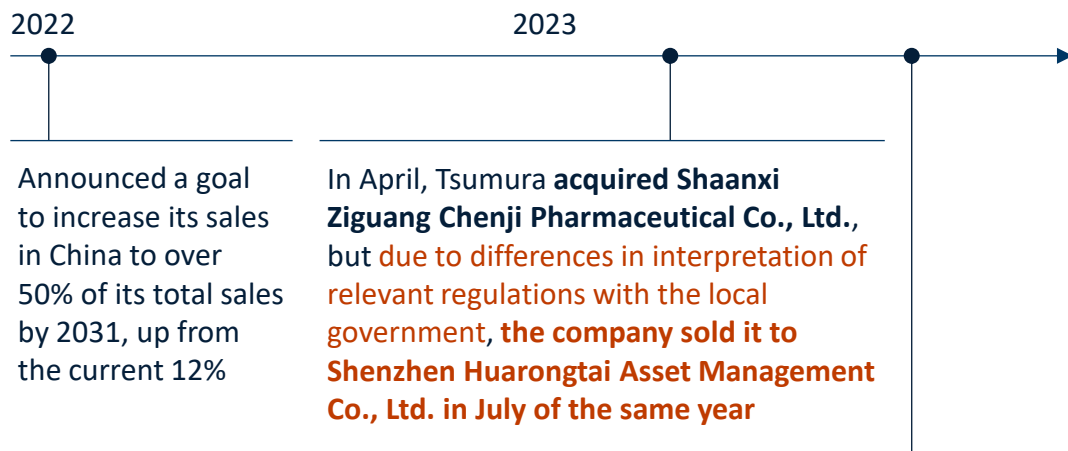 2022
2023
Announced a goal
to increase its sales
in China to over
50% of its total sales
by 2031, up from
the current 12%
In April, Tsumura acquired Shaanxi
Ziguang Chenji Pharmaceutical Co., Ltd.,
but due to differences in interpretation of
relevant regulations with the local
government, the company sold it to
Shenzhen Huarongtai Asset Management
Co., Ltd. in July of the same year